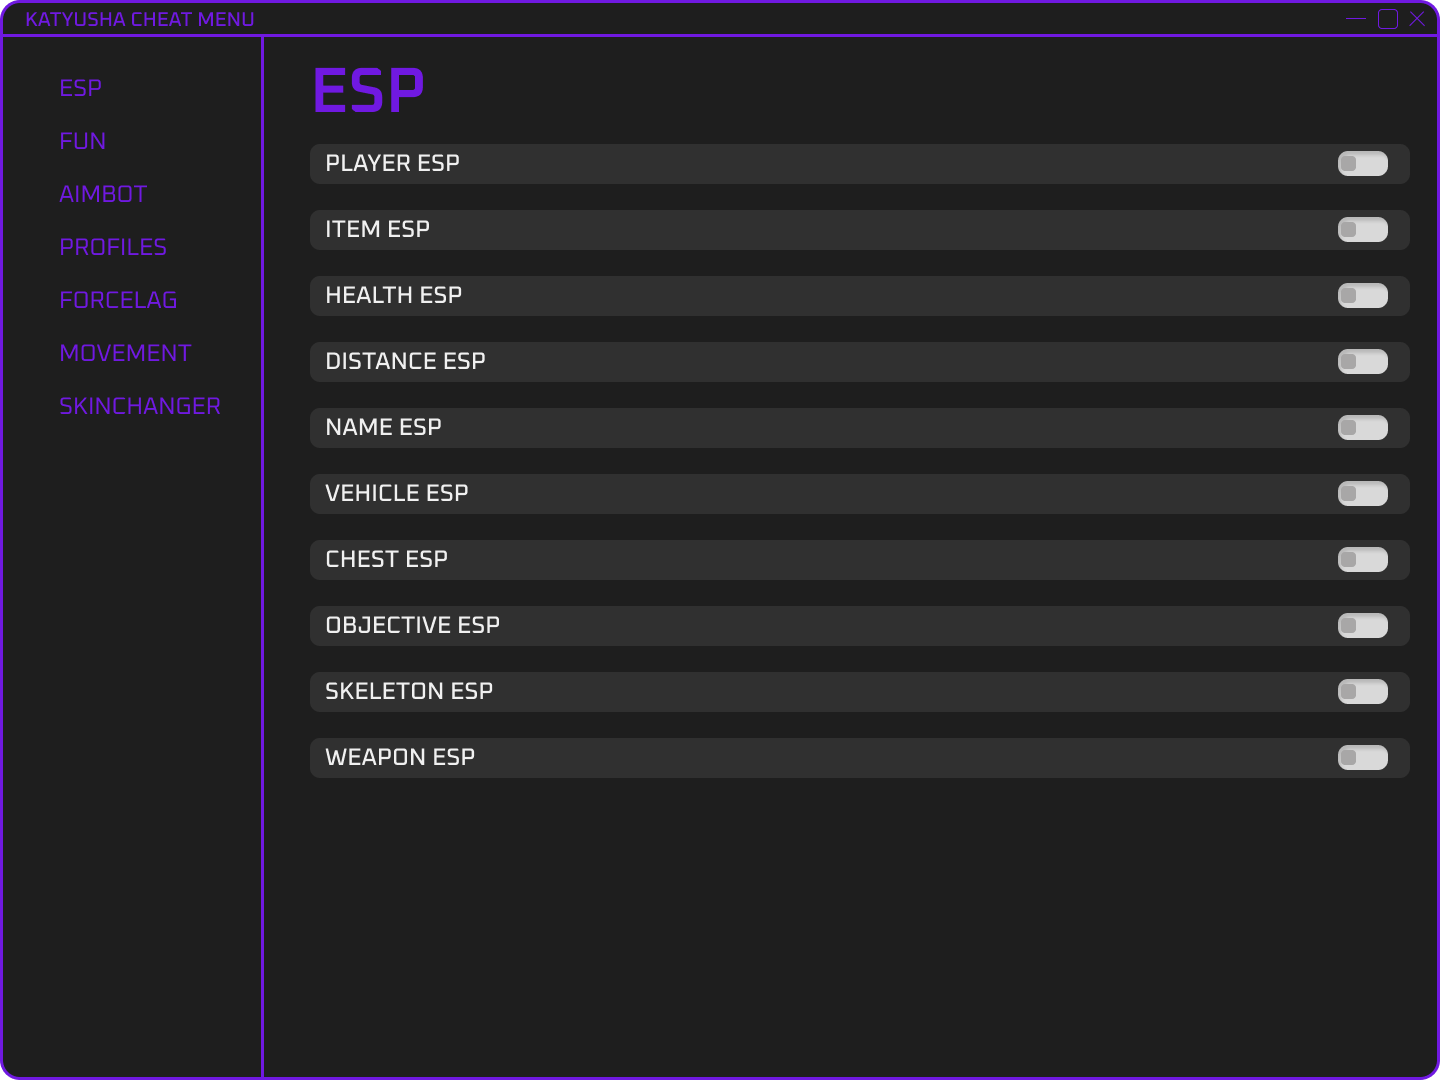 KATYUSHA CHEAT MENU
ESP
FUN
AIMBOT
PROFILES
FORCELAG
MOVEMENT
SKINCHANGER
ESP
PLAYER ESP
ITEM ESP
HEALTH ESP
DISTANCE ESP
NAME ESP
VEHICLE ESP
CHEST ESP
OBJECTIVE ESP
SKELETON ESP
WEAPON ESP